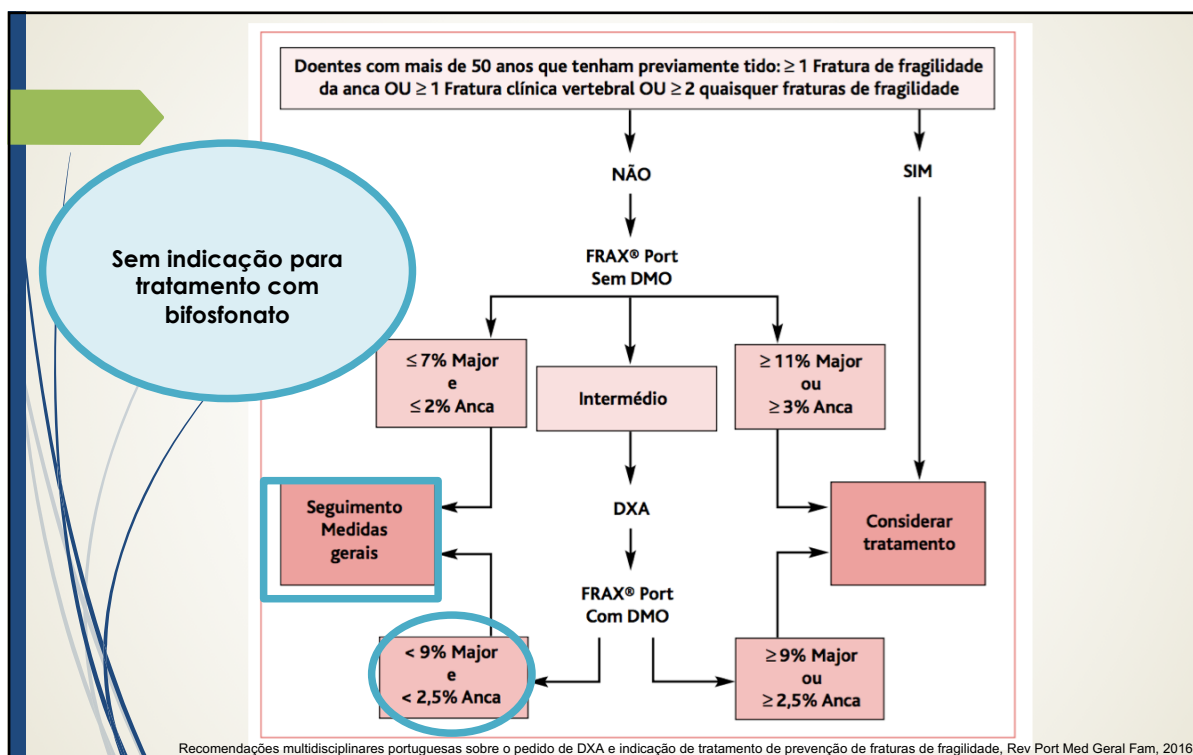 Doentes com mais de 50 anos que tenham previamente tido: ≥ 1 Fratura de fragilidade
da anca OU ≥ 1 Fratura clínica vertebral OU ≥ 2 quaisquer fraturas de fragilidade
NÃO
SIM
FRAX® Port
Sem DMO
Sem indicação para
tratamento com
bifosfonato
≤ 7% Major
e
≤ 2% Anca
Intermédio
≥ 11% Major
ou
≥ 3% Anca
Seguimento
Medidas
gerais
DXA
Considerar
tratamento
FRAX® Port
Com DMO
< 9% Major
e
< 2,5% Anca
≥ 9% Major
ou
≥ 2,5% Anca
Recomendações multidisciplinares portuguesas sobre o pedido de DXA e indicação de tratamento de prevenção de fraturas de fragilidade, Rev Port Med Geral Fam, 2016